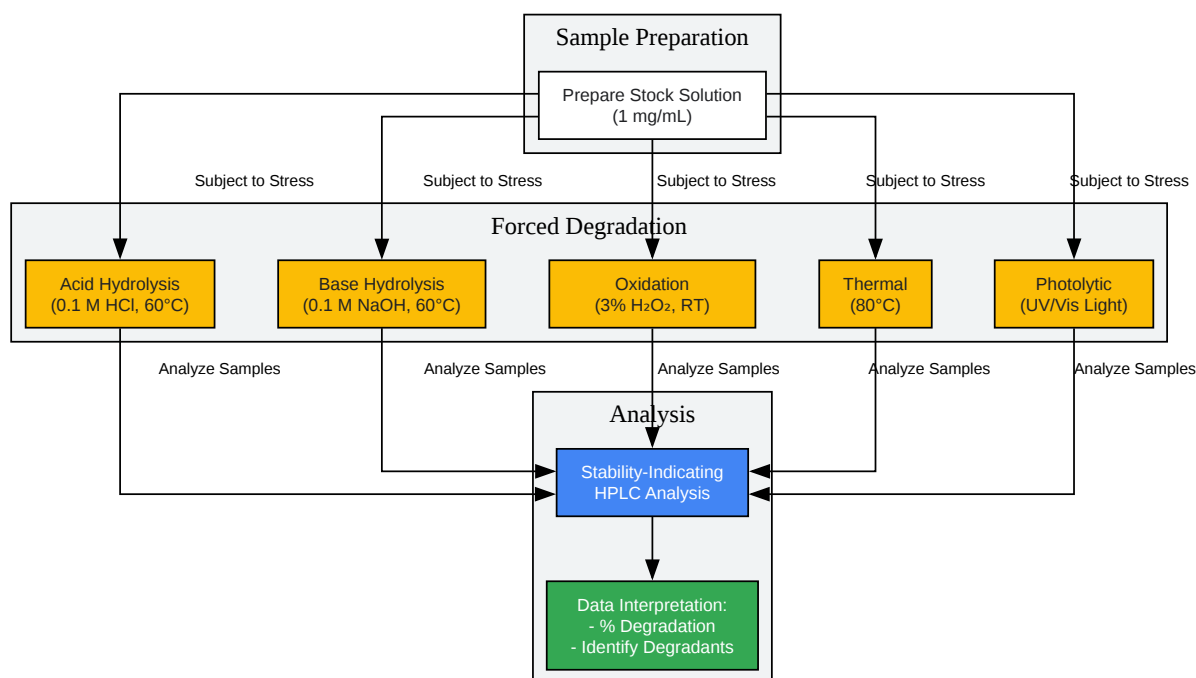 Sample Preparation
Prepare Stock Solution
(1 mg/mL)
Subject to Stress
Subject to Stress
Subject to Stress
Subject to Stress
Subject to Stress
Forced Degradation
Acid Hydrolysis
(0.1 M HCl, 60°C)
Base Hydrolysis
(0.1 M NaOH, 60°C)
Oxidation
(3% H₂O₂, RT)
Thermal
(80°C)
Photolytic
(UV/Vis Light)
Analyze Samples
Analyze Samples
Analyze Samples
Analyze Samples
Analyze Samples
Analysis
Stability-Indicating
HPLC Analysis
Data Interpretation:
- % Degradation
- Identify Degradants